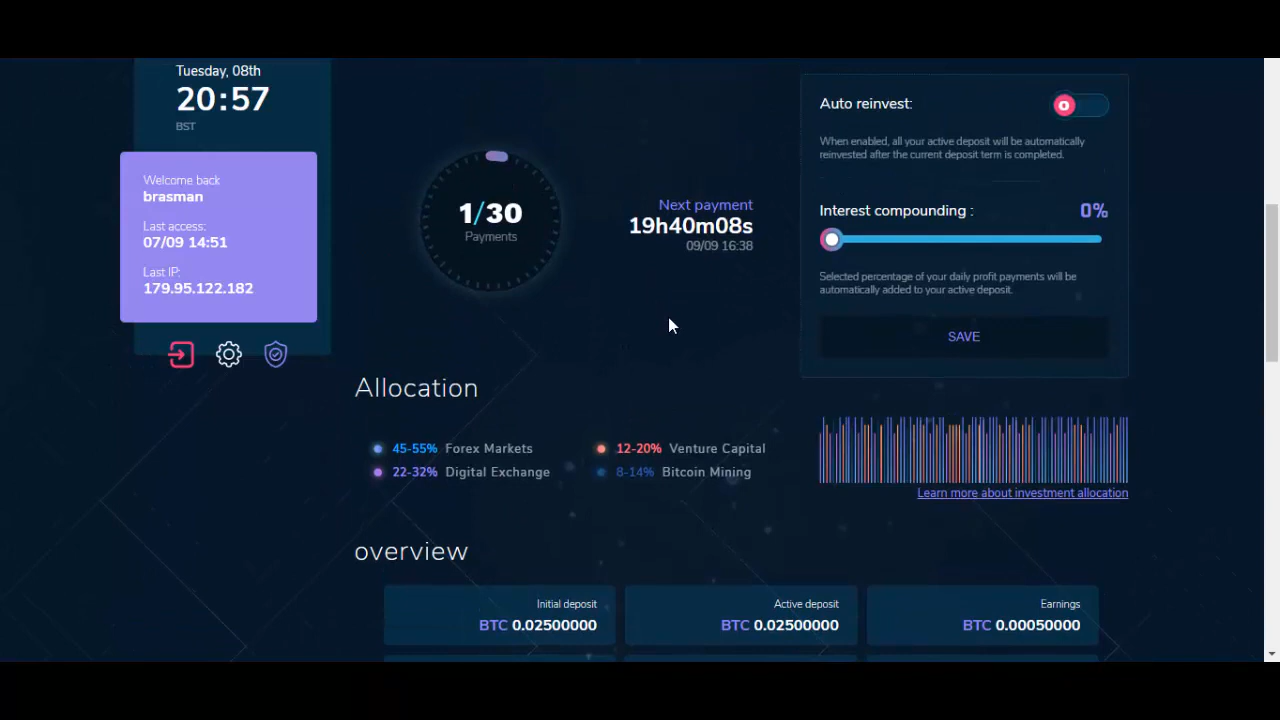 Tuesday, 08th
20:57
BST
Welcome back
brasman
Last access:
07/09 14:51
Last IP:
179.95.122.182
1/30
Payments
Next payment
19h40m08s
09/09 16:38
Auto reinvest:
When enabled, all your active deposit will be automatically
reinvested after the current deposit term is completed.
Interest compounding : 0%
Selected percentage of your daily profit payments will be
automatically added to your active deposit.
SAVE
Allocation
45-55% Forex Markets
12-20% Venture Capital
22-32% Digital Exchange
8-14% Bitcoin Mining
Learn more about investment allocation
overview
Initial deposit
BTC 0.02500000
Active deposit
BTC 0.02500000
Earnings
BTC 0.00050000